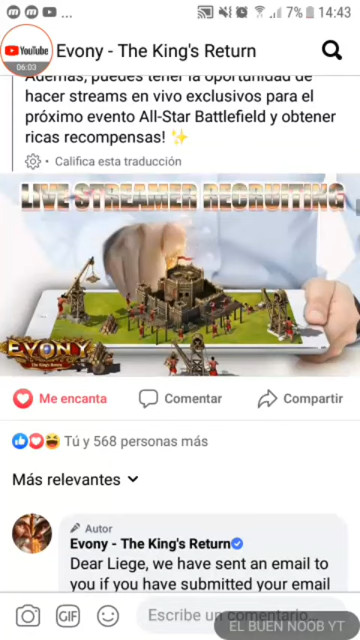 7% 14:43
YouTube
06:03
Evony - The King's Return
Además, puedes tener la oportunidad de
hacer streams en vivo exclusivos para el
próximo evento All-Star Battlefield y obtener
ricas recompensas! ✨
• Califica esta traducción
LIVE STREAMER RECRUITING
EVONY
The King's Return
Me encanta
Comentar
Compartir
Tú y 568 personas más
Más relevantes
Autor
Evony - The King's Return
Dear Liege, we have sent an email to
you if you have submitted your email
GIF
Escribe un comentario...
EL BUEN NOOB YT